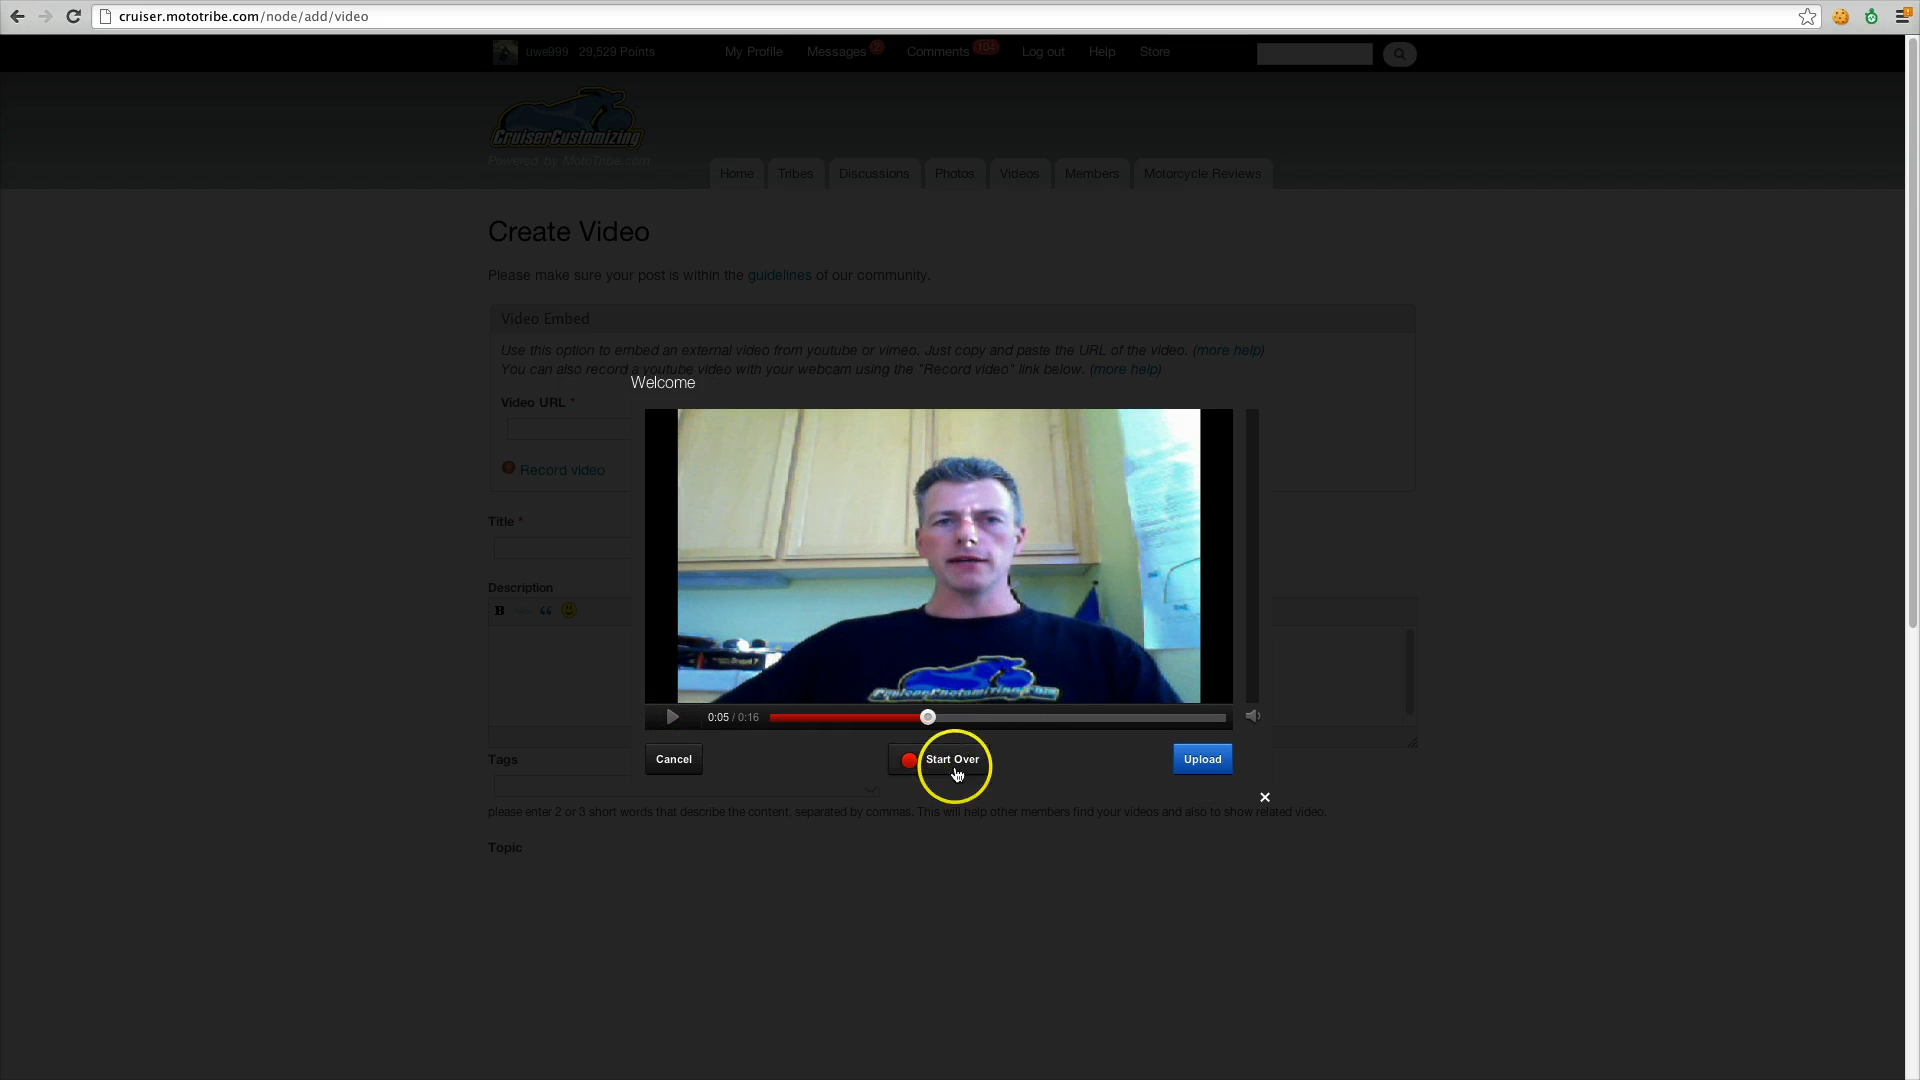 cruiser.mototribe.com/node/add/video
uwe999 29,529 Points My Profile Messages 2 Comments 104 Log out Help Store
CruiserCustomizing
Powered by MotoTribe.com
Home Tribes Discussions Photos Videos Members Motorcycle Reviews
Create Video
Please make sure your post is within the guidelines of our community.
Video Embed
Use this option to embed an external video from youtube or vimeo. Just copy and paste the URL of the video. (more help)
You can also record a youtube video with your webcam using the "Record video" link below. (more help)
Welcome
Video URL *
Record video
Title *
Description
B
CruiserCustomizing.com
0:05 / 0:16
Cancel Start Over Upload
Tags
please enter 2 or 3 short words that describe the content, separated by commas. This will help other members find your videos and also to show related video.
Topic